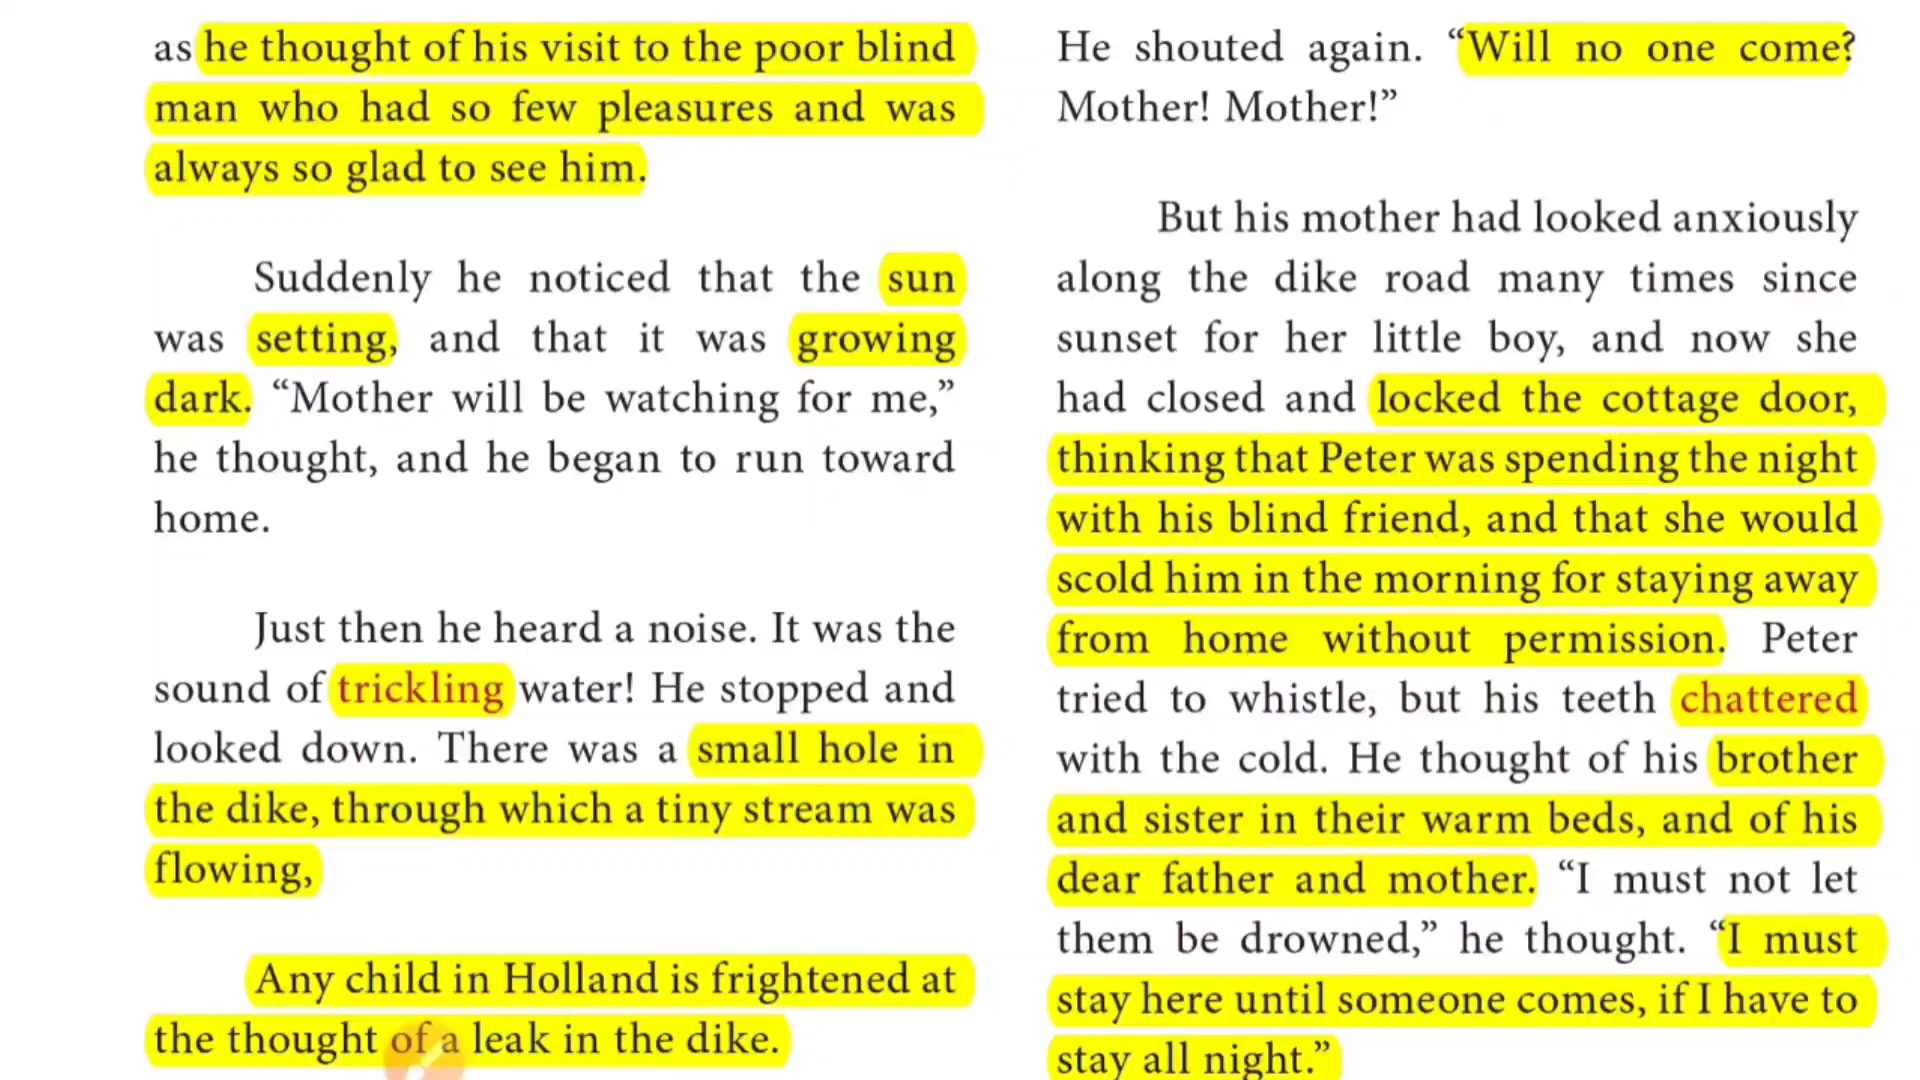 as he thought of his visit to the poor blind
man who had so few pleasures and was
always so glad to see him.
Suddenly he noticed that the sun
was setting, and that it was growing
dark. “Mother will be watching for me,”
he thought, and he began to run toward
home.
Just then he heard a noise. It was the
sound of trickling water! He stopped and
looked down. There was a small hole in
the dike, through which a tiny stream was
flowing,
Any child in Holland is frightened at
the thought of a leak in the dike.
He shouted again. “Will no one come?
Mother! Mother!”
But his mother had looked anxiously
along the dike road many times since
sunset for her little boy, and now she
had closed and locked the cottage door,
thinking that Peter was spending the night
with his blind friend, and that she would
scold him in the morning for staying away
from home without permission. Peter
tried to whistle, but his teeth chattered
with the cold. He thought of his brother
and sister in their warm beds, and of his
dear father and mother. “I must not let
them be drowned,” he thought. “I must
stay here until someone comes, if I have to
stay all night.”